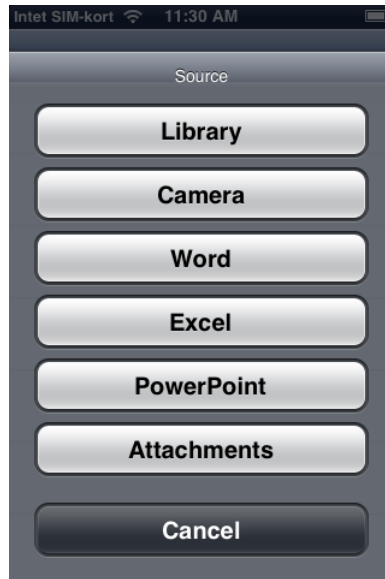 Intet SIM-kort 11:30 AM
Source
Library
Camera
Word
Excel
PowerPoint
Attachments
Cancel